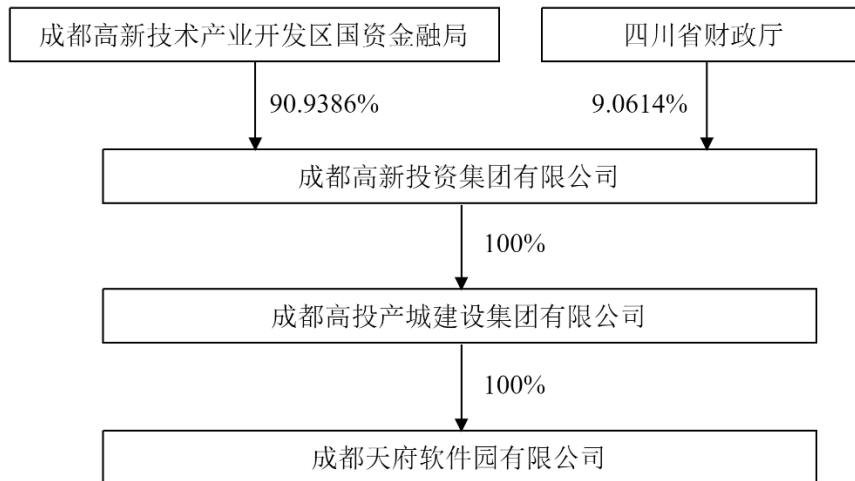 成都高新技术产业开发区国资金融局
四川省财政厅
90.9386%
9.0614%
成都高新投资集团有限公司
100%
成都高投产城建设集团有限公司
100%
成都天府软件园有限公司